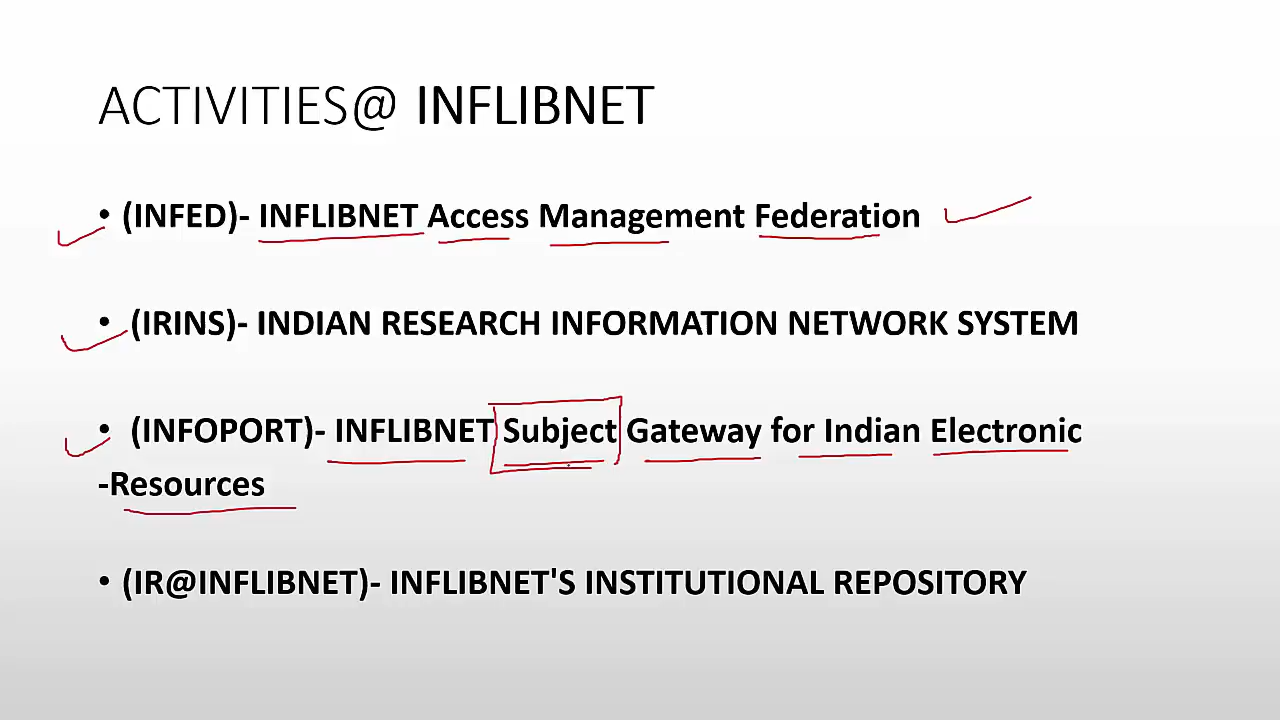 ACTIVITIES@ INFLIBNET
• (INFED)- INFLIBNET Access Management Federation
• (IRINS)- INDIAN RESEARCH INFORMATION NETWORK SYSTEM
• (INFOPORT)- INFLIBNET Subject Gateway for Indian Electronic
-Resources
• (IR@INFLIBNET)- INFLIBNET'S INSTITUTIONAL REPOSITORY